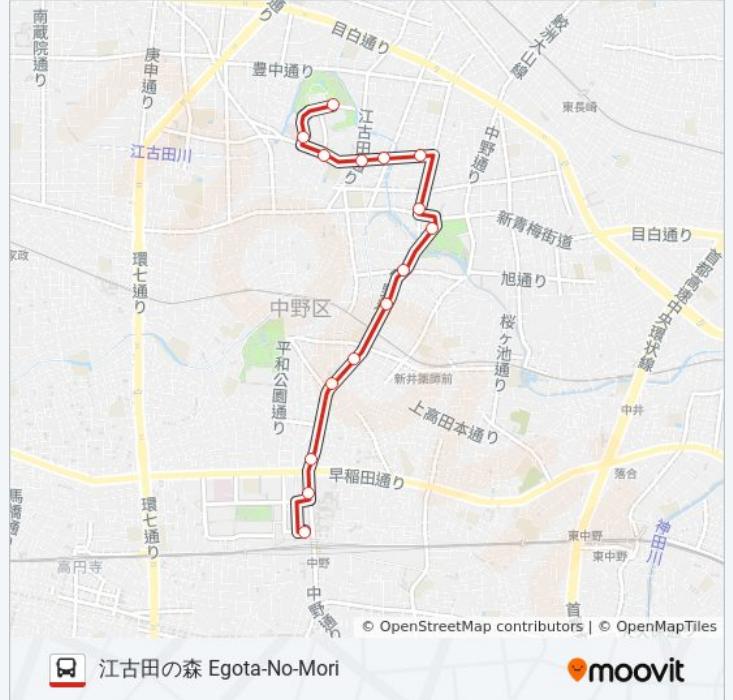 南蔵院通り
目白通り
鮫洲大山線
庚申通り
豊中通り
東長崎
江古田川
中野通り
新青梅街道
目白通り
首都高速中央環状線
環七通り
旭通り
中野区
桜ヶ池通り
平和公園通り
新井薬師前
上高田本通り
中井
早稲田通り
落合
馬橋通り
環七通り
神田川
東中野
東中野
高円寺
中野
中野通り
© OpenStreetMap contributors | © OpenMapTiles
江古田の森 Egota-No-Mori
moovit